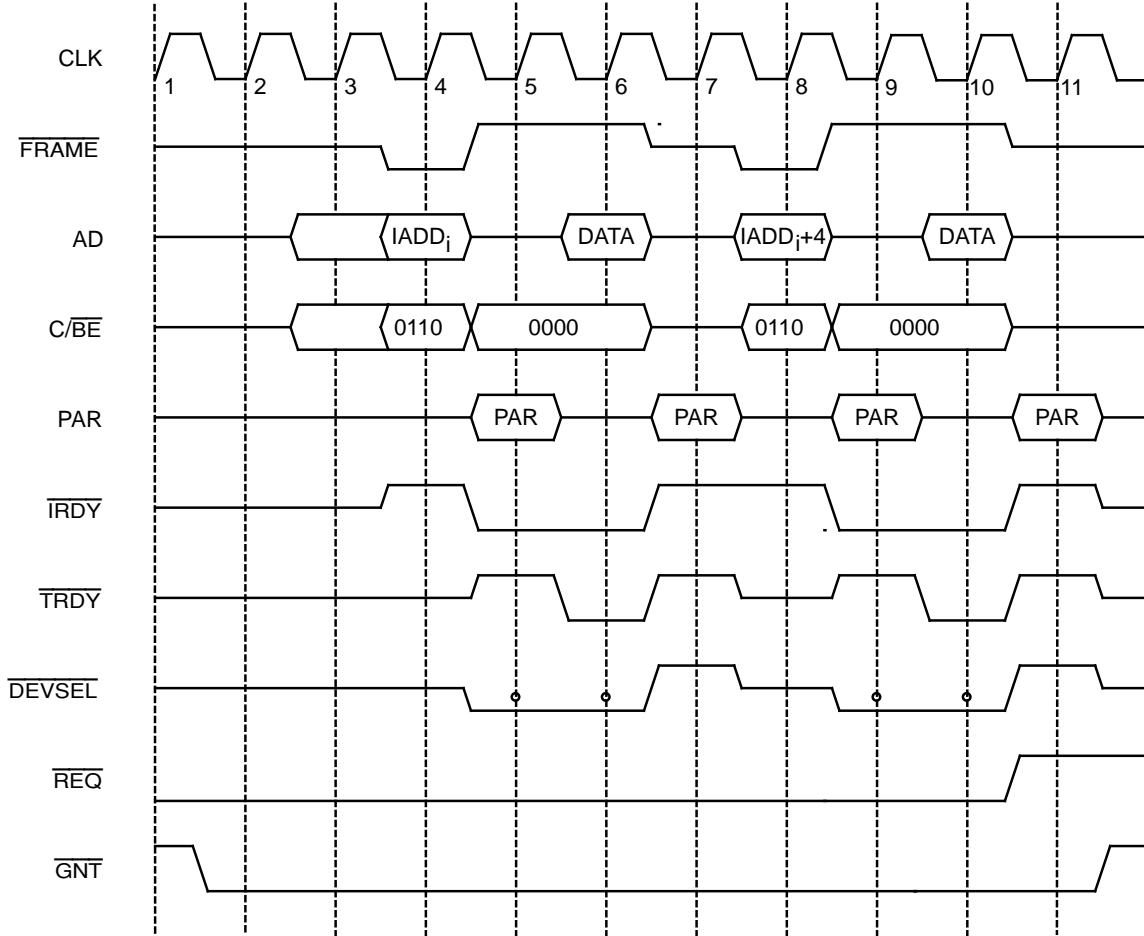 CLK
1 2 3 4 5 6 7 8 9 10 11
FRAME
AD IADDi DATA IADDi+4 DATA
C/BE 0110 0000 0110 0000
PAR PAR PAR PAR PAR
IRDY
TRDY
DEVSEL
REQ
GNT